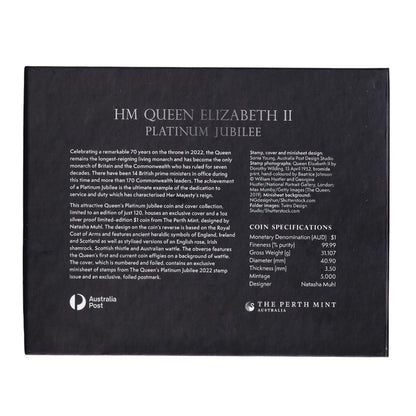 HM QUEEN ELIZABETH II
PLATINUM JUBILEE
Celebrating a remarkable 70 years on the throne in 2022, the Queen
remains the longest-reigning living monarch and has become the only
monarch of Britain and the Commonwealth who has ruled for seven
decades. There have been 14 British prime ministers in office during
this time and more than 170 Commonwealth leaders. The achievement
of a Platinum Jubilee is the ultimate example of the dedication to
service and duty which has characterised Her Majesty's reign.
This attractive Queen's Platinum Jubilee coin and cover collection,
limited to an edition of just 120, houses an exclusive cover and a 1oz
silver proof limited-edition $1 coin from The Perth Mint, designed by
Natasha Muhl. The design on the coin's reverse is based on the Royal
Coat of Arms and features ancient heraldic symbols of England, Ireland
and Scotland as well as stylised versions of an English rose, Irish
shamrock, Scottish thistle and Australian wattle. The obverse features
the Queen's first and current coin effigies on a background of wattle.
The cover, which is numbered and foiled, contains an exclusive
minisheet of stamps from The Queen's Platinum Jubilee 2022 stamp
issue and an exclusive, foiled postmark.
Australia
Post
Stamp, cover and minisheet design:
Sonia Young, Australia Post Design Studio
Stamp photographs: Queen Elizabeth II by
Dorothy Wilding, 15 April 1952, bromide
print, hand-coloured by Beatrice Johnson
© William Hustler and Georgina
Hustler/National Portrait Gallery, London;
Max Mumby/Getty Images (The Queen).
Minisheet background:
NGdesignsun/Shutterstock.com
Folder images: Twins Design
Studio/Shutterstock.com
COIN SPECIFICATIONS
Monetary Denomination (AUD) $1
Fineness (% purity) 99.99
Gross Weight (g) 31.107
Diameter (mm) 40.90
Thickness (mm) 3.50
Mintage 5,000
Designer Natasha Muhl
THE PERTH MINT
AUSTRALIA